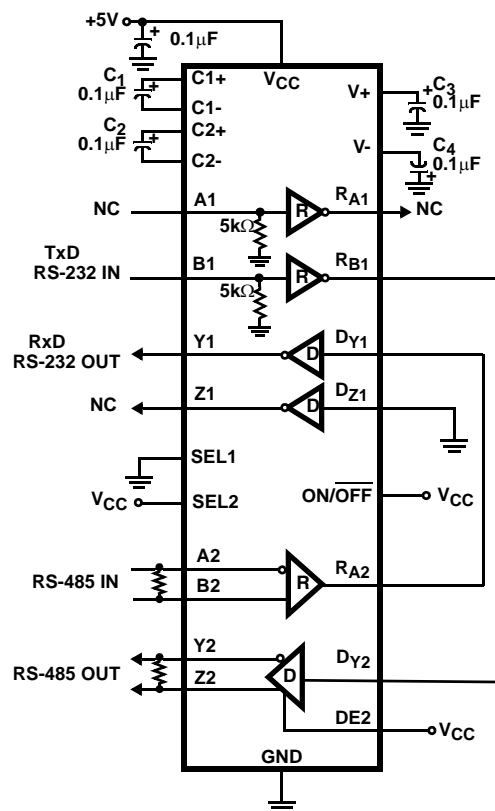 +5V
+ 0.1µF
C1
0.1µF
+
C1+
C1-
C2
0.1µF
+
C2+
C2-
VCC
V+
+ C3
0.1µF
V-
C4
0.1µF
+
NC
A1
5kΩ
R
RA1
NC
TxD
RS-232 IN
B1
5kΩ
R
RB1
RxD
RS-232 OUT
Y1
D
DY1
NC
Z1
D
DZ1
SEL1
VCC
SEL2
ON/OFF
VCC
RS-485 IN
A2
B2
R
RA2
RS-485 OUT
Y2
Z2
D
DY2
DE2
VCC
GND